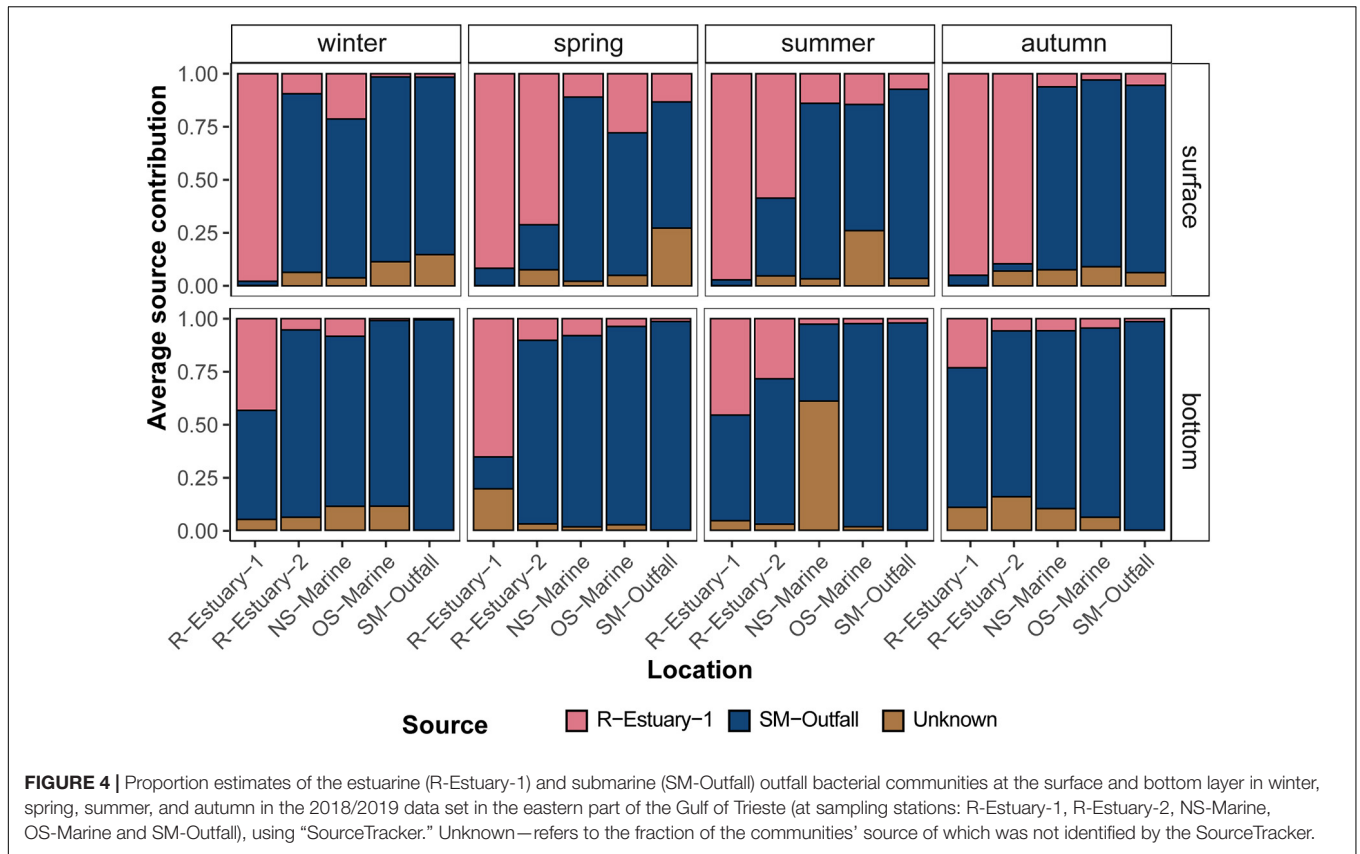 winter spring summer autumn
Average source contribution
1.00
0.75
0.50
0.25
0.00
surface
1.00
0.75
0.50
0.25
0.00
bottom
R-Estuary-1 R-Estuary-2 NS-Marine OS-Marine SM-Outfall R-Estuary-1 R-Estuary-2 NS-Marine OS-Marine SM-Outfall R-Estuary-1 R-Estuary-2 NS-Marine OS-Marine SM-Outfall R-Estuary-1 R-Estuary-2 NS-Marine OS-Marine SM-Outfall
Location
Source R-Estuary-1 SM-Outfall Unknown
FIGURE 4 | Proportion estimates of the estuarine (R-Estuary-1) and submarine (SM-Outfall) outfall bacterial communities at the surface and bottom layer in winter,
spring, summer, and autumn in the 2018/2019 data set in the eastern part of the Gulf of Trieste (at sampling stations: R-Estuary-1, R-Estuary-2, NS-Marine,
OS-Marine and SM-Outfall), using “SourceTracker.” Unknown—refers to the fraction of the communities’ source of which was not identified by the SourceTracker.